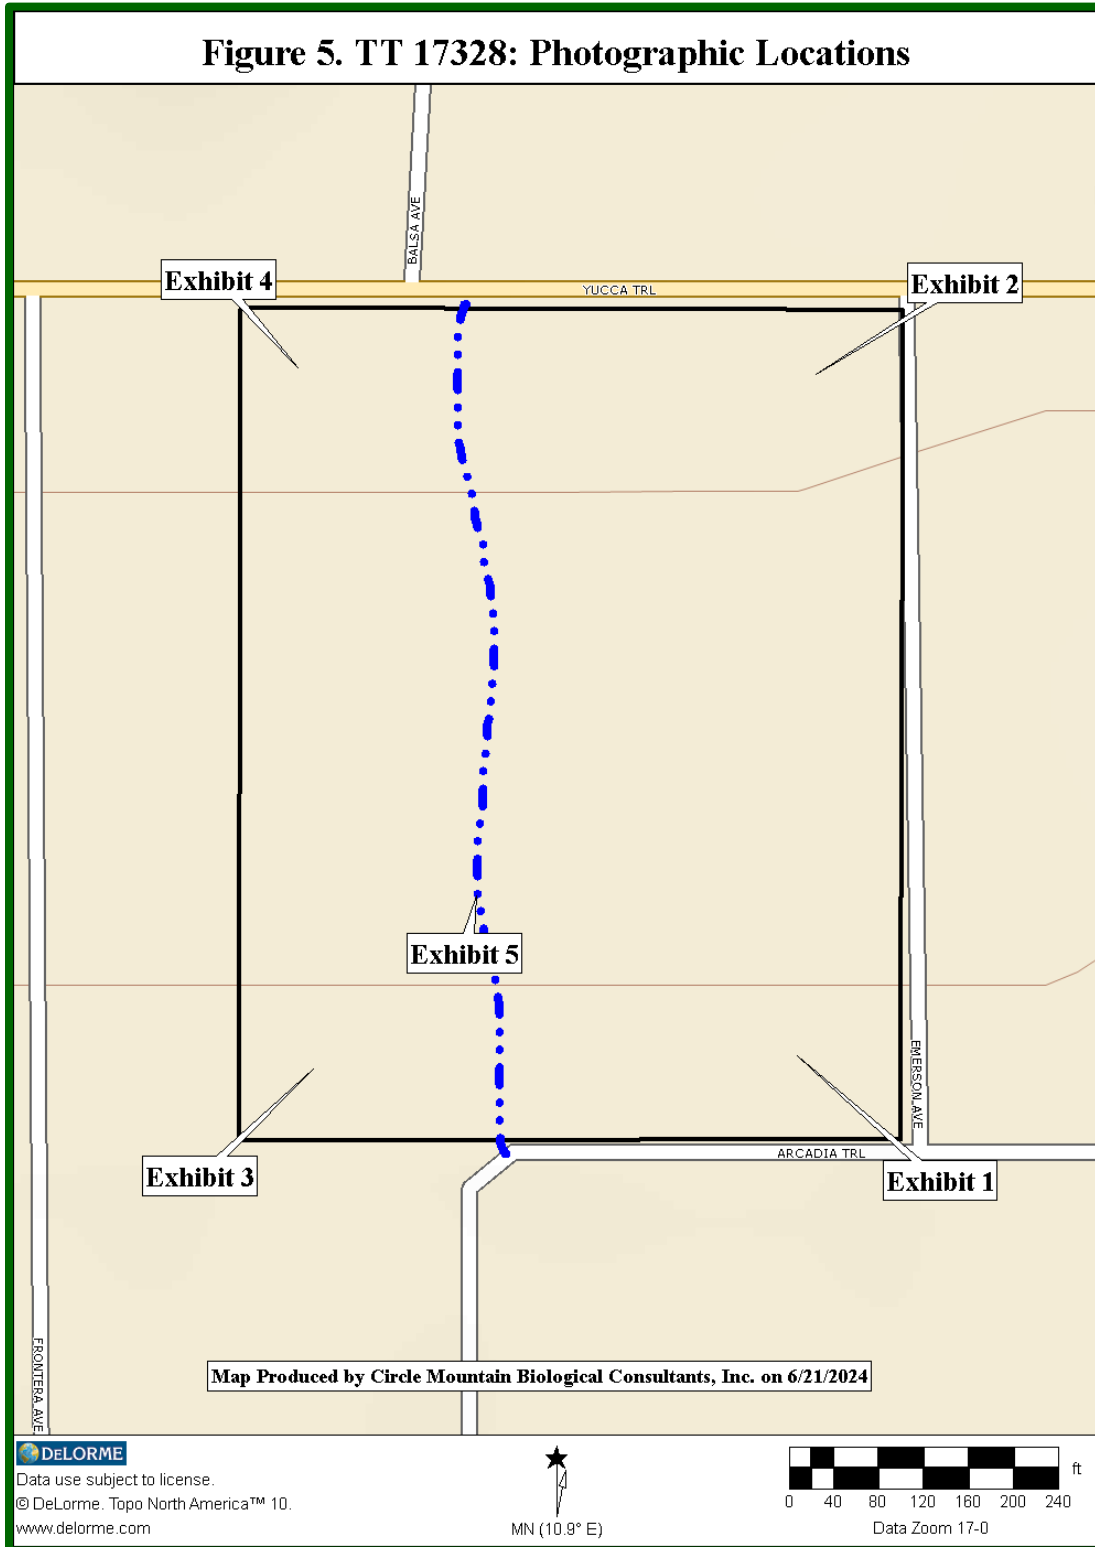 Figure 5. TT 17328: Photographic Locations
BALSA AVE
Exhibit 4
YUCCA TRL
Exhibit 2
Exhibit 5
EMERSON AVE
ARCADIA TRL
Exhibit 3
Exhibit 1
FRONTERA AVE
Map Produced by Circle Mountain Biological Consultants, Inc. on 6/21/2024
DELORME
Data use subject to license.
© DeLorme. Topo North America™ 10.
www.delorme.com
MN (10.9° E)
ft
0 40 80 120 160 200 240
Data Zoom 17-0